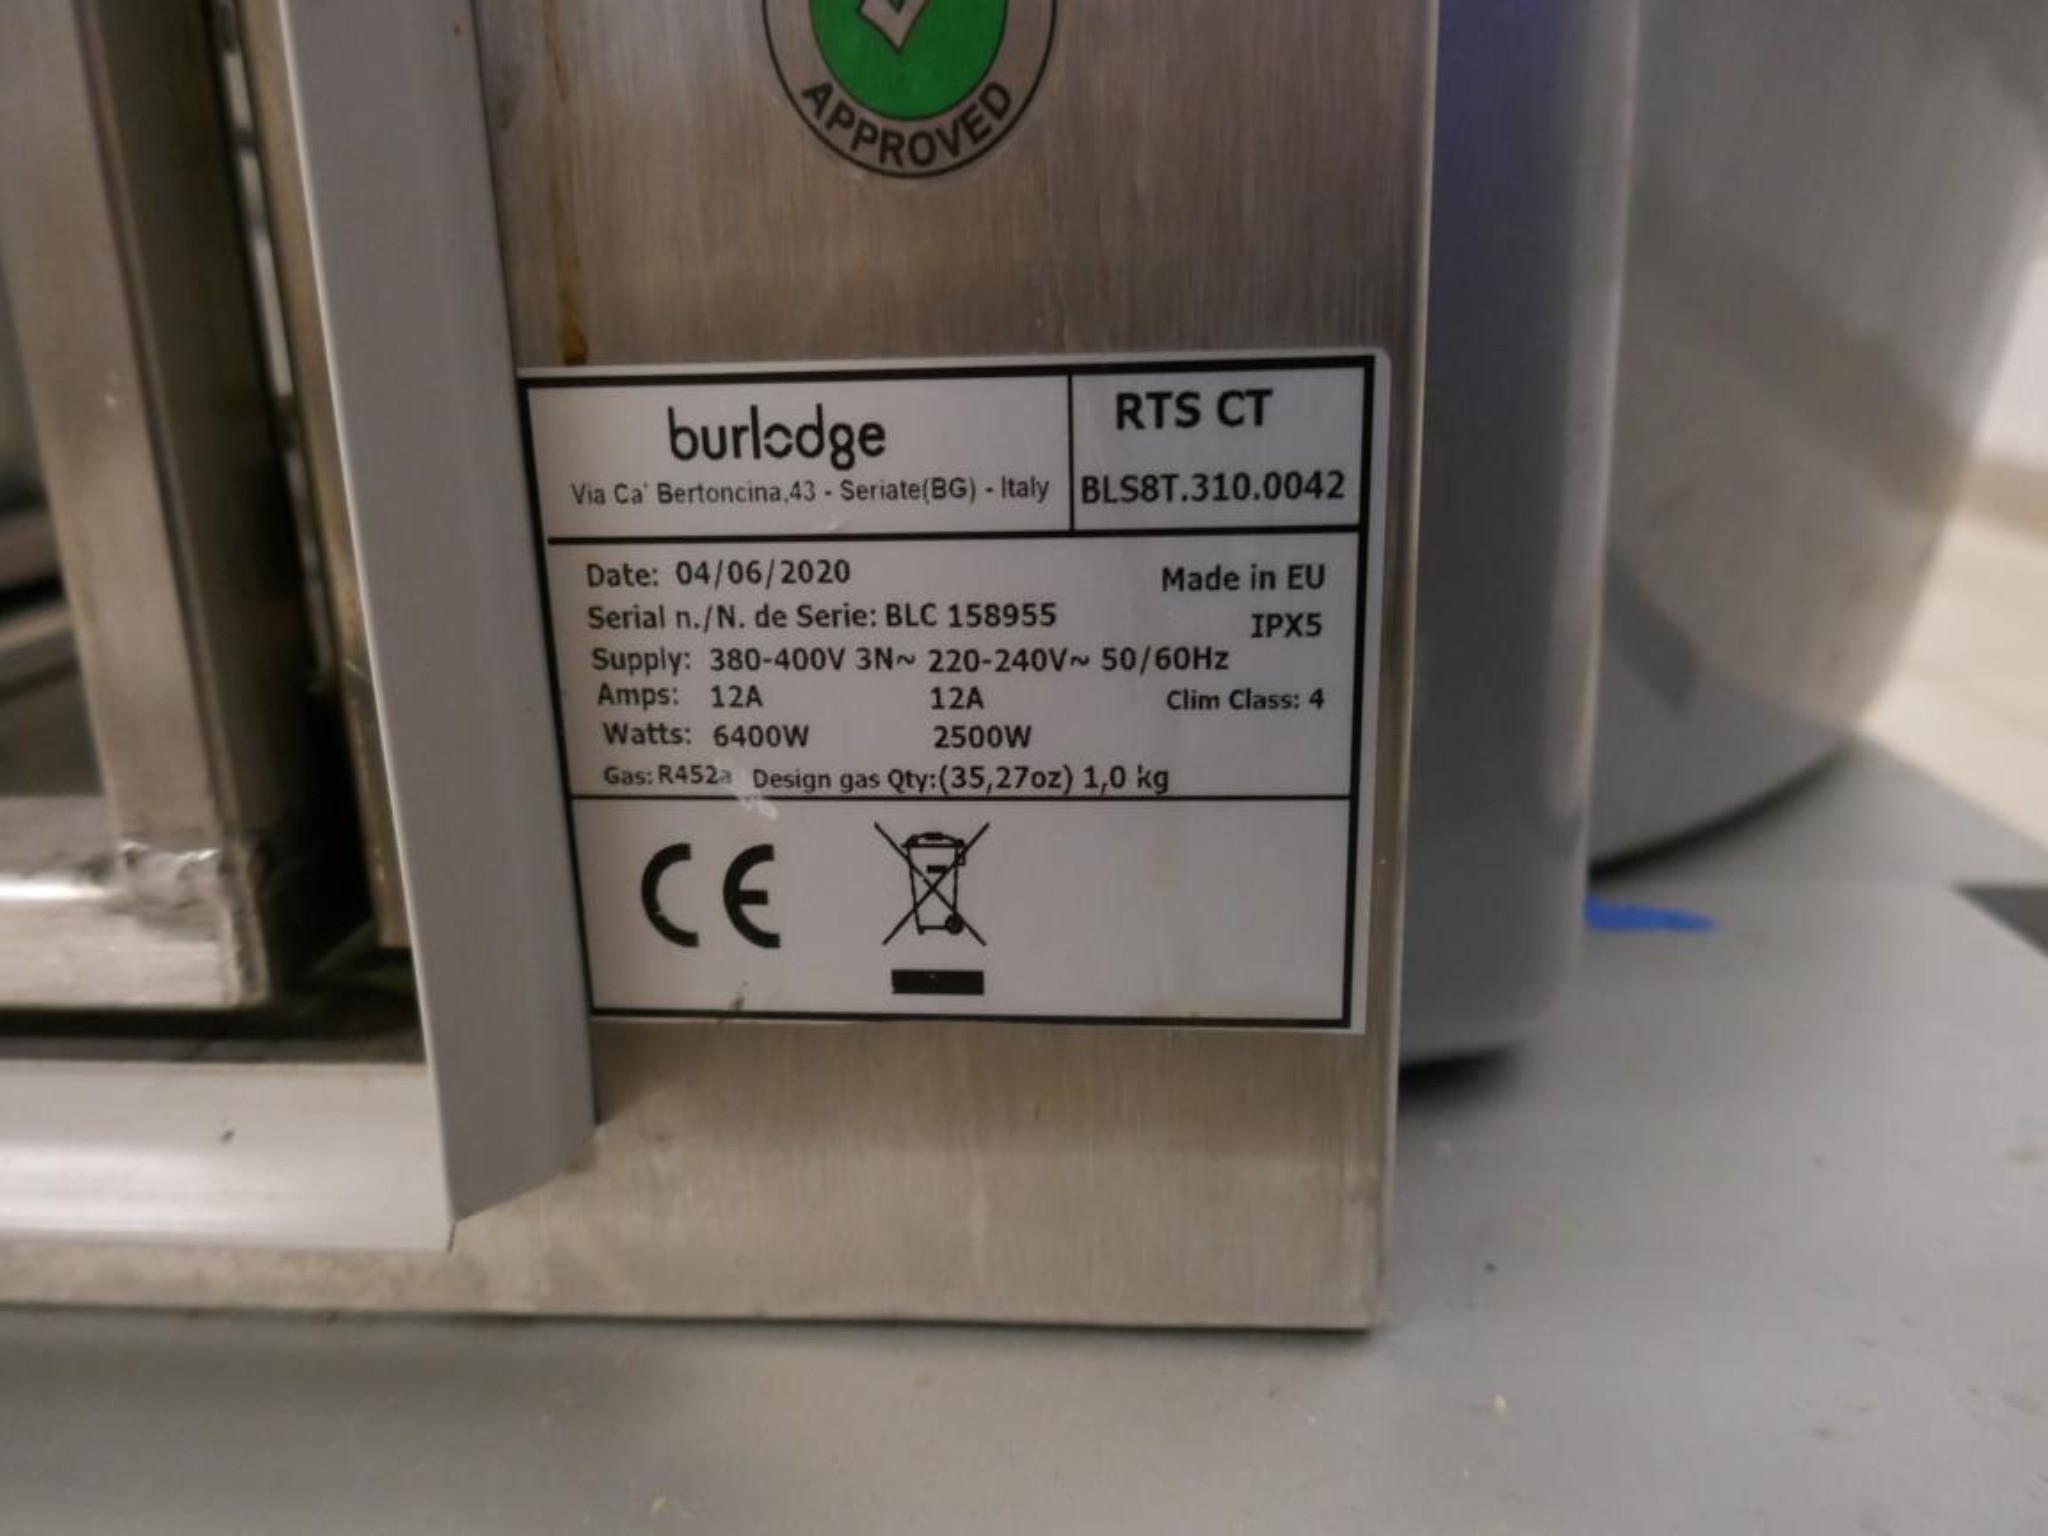 APPROVED
burlodge
Via Ca' Bertoncina,43 - Seriate(BG) - Italy
RTS CT
BLS8T.310.0042
Date: 04/06/2020
Made in EU
Serial n./N. de Serie: BLC 158955
IPX5
Supply: 380-400V 3N~ 220-240V~ 50/60Hz
Amps: 12A 12A Clim Class: 4
Watts: 6400W 2500W
Gas: R452a Design gas Qty:(35,27oz) 1,0 kg
CE